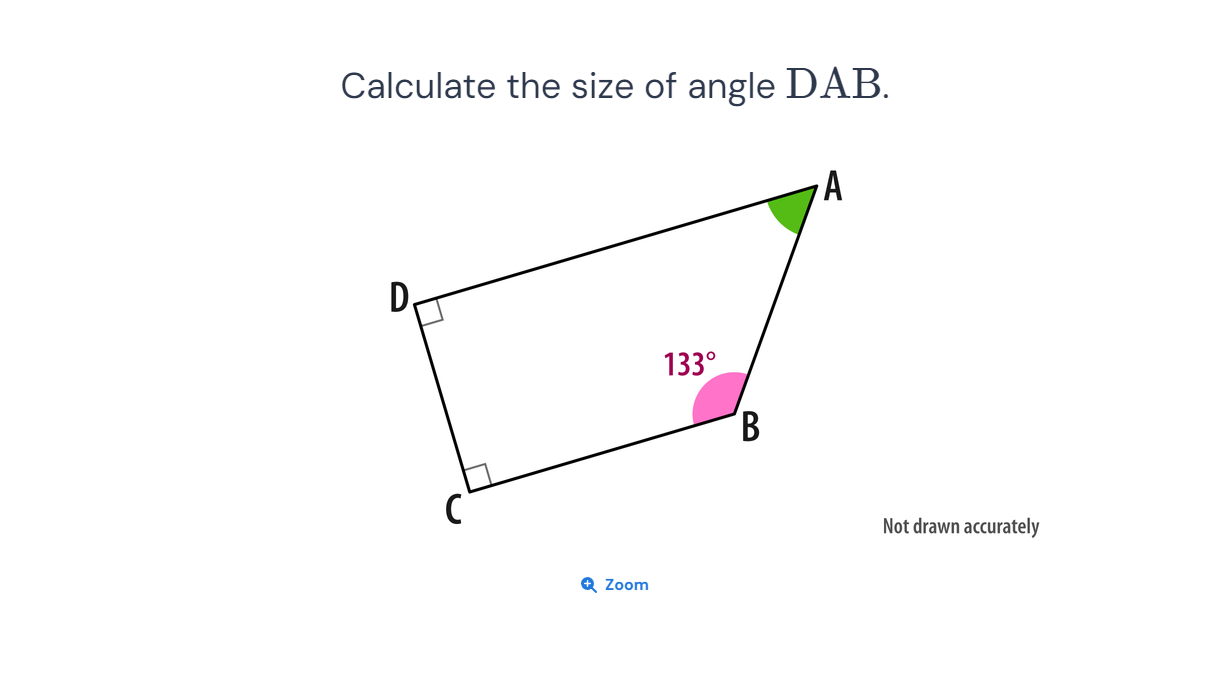 Calculate the size of angle DAB.
A
D
133°
B
C
Not drawn accurately
Zoom